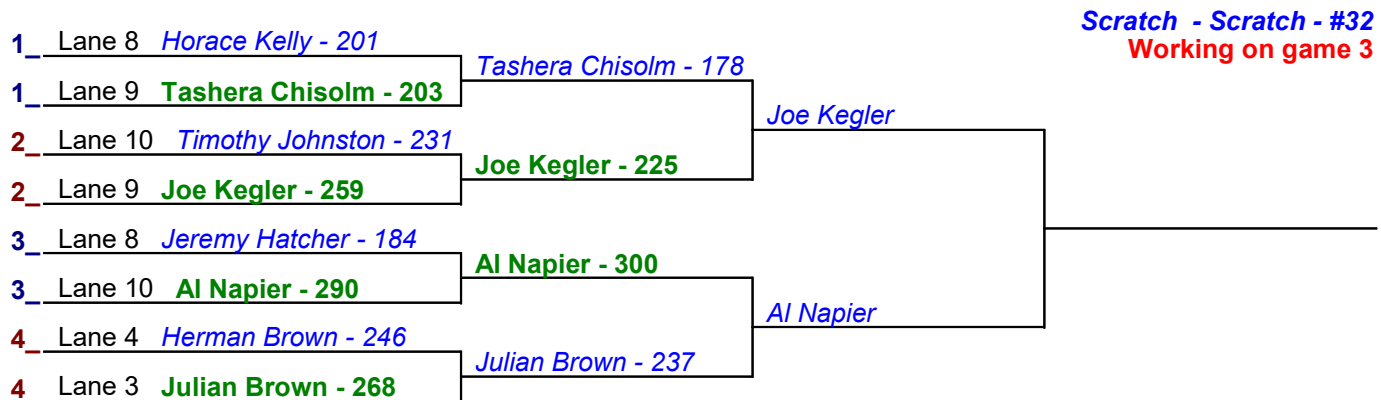 Scratch  - Scratch - #32
Working on game 3
1_ Lane 8 Horace Kelly - 201
Tashera Chisolm - 178
1_ Lane 9 Tashera Chisolm - 203
Joe Kegler
2_ Lane 10 Timothy Johnston - 231
Joe Kegler - 225
2_ Lane 9 Joe Kegler - 259
3_ Lane 8 Jeremy Hatcher - 184
Al Napier - 300
3_ Lane 10 Al Napier - 290
Al Napier
4_ Lane 4 Herman Brown - 246
Julian Brown - 237
4 Lane 3 Julian Brown - 268